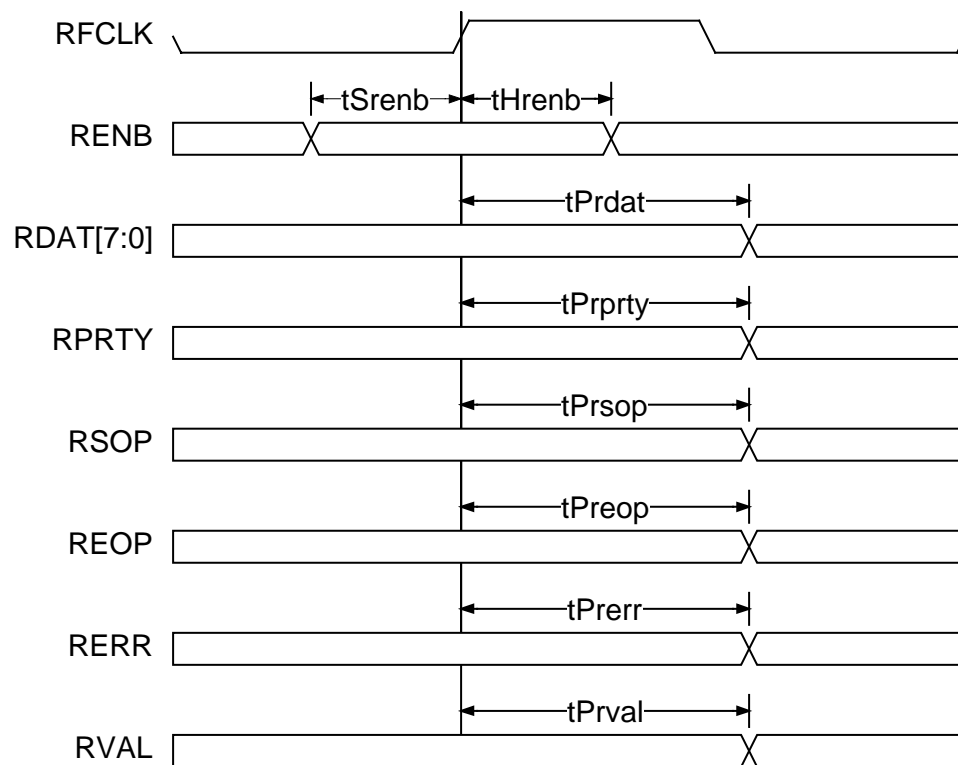 RFCLK
tSrenb
tHrenb
RENB
tPrdat
RDAT[7:0]
tPrprty
RPRTY
tPrsop
RSOP
tPreop
REOP
tPrerr
RERR
tPrval
RVAL